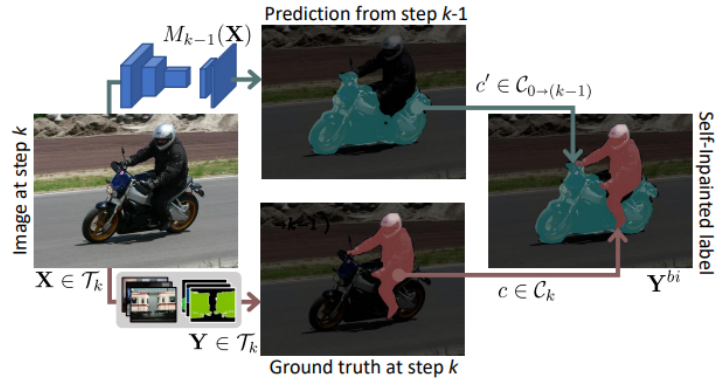 Prediction from step k-1
M_{k-1}(X)
c′ ∈ C_{0→(k-1)}
Image at step k
Self-Inpainted label
X ∈ T_k
Y ∈ T_k
c ∈ C_k
Y^{bi}
Ground truth at step k